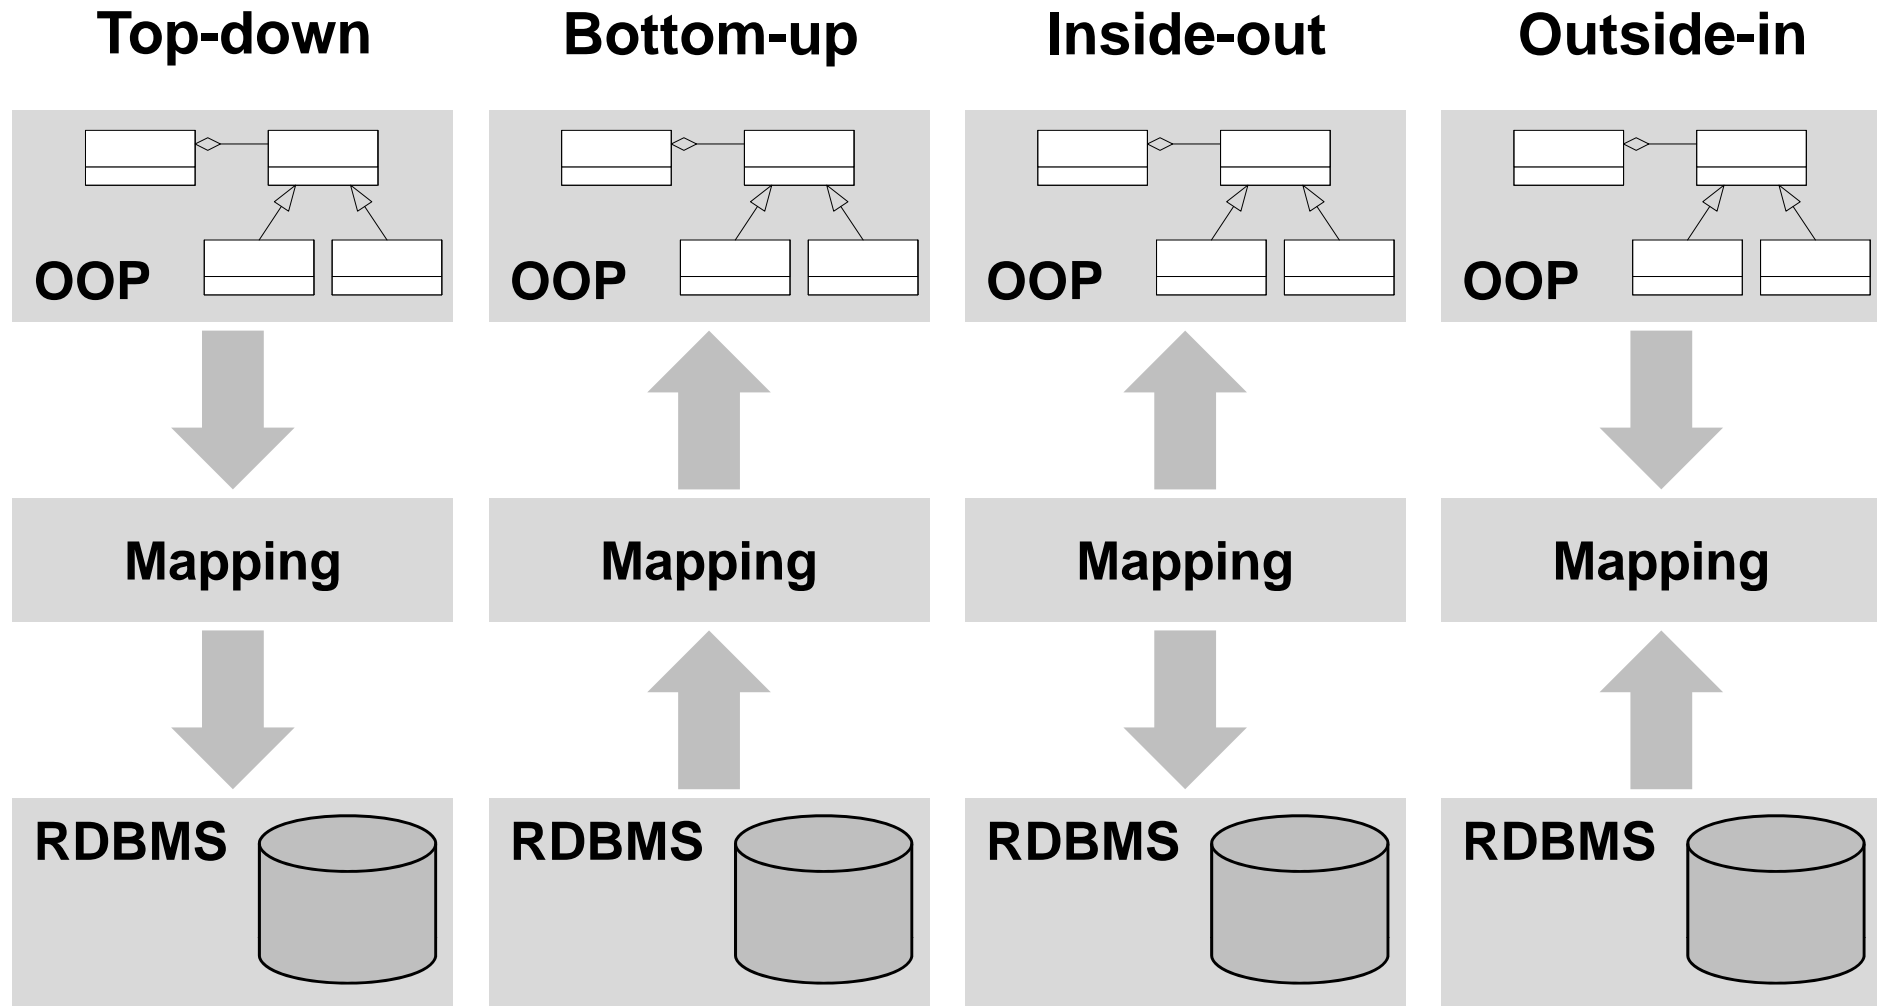 Top-down
Bottom-up
Inside-out
Outside-in
OOP
OOP
OOP
OOP
Mapping
Mapping
Mapping
Mapping
RDBMS
RDBMS
RDBMS
RDBMS